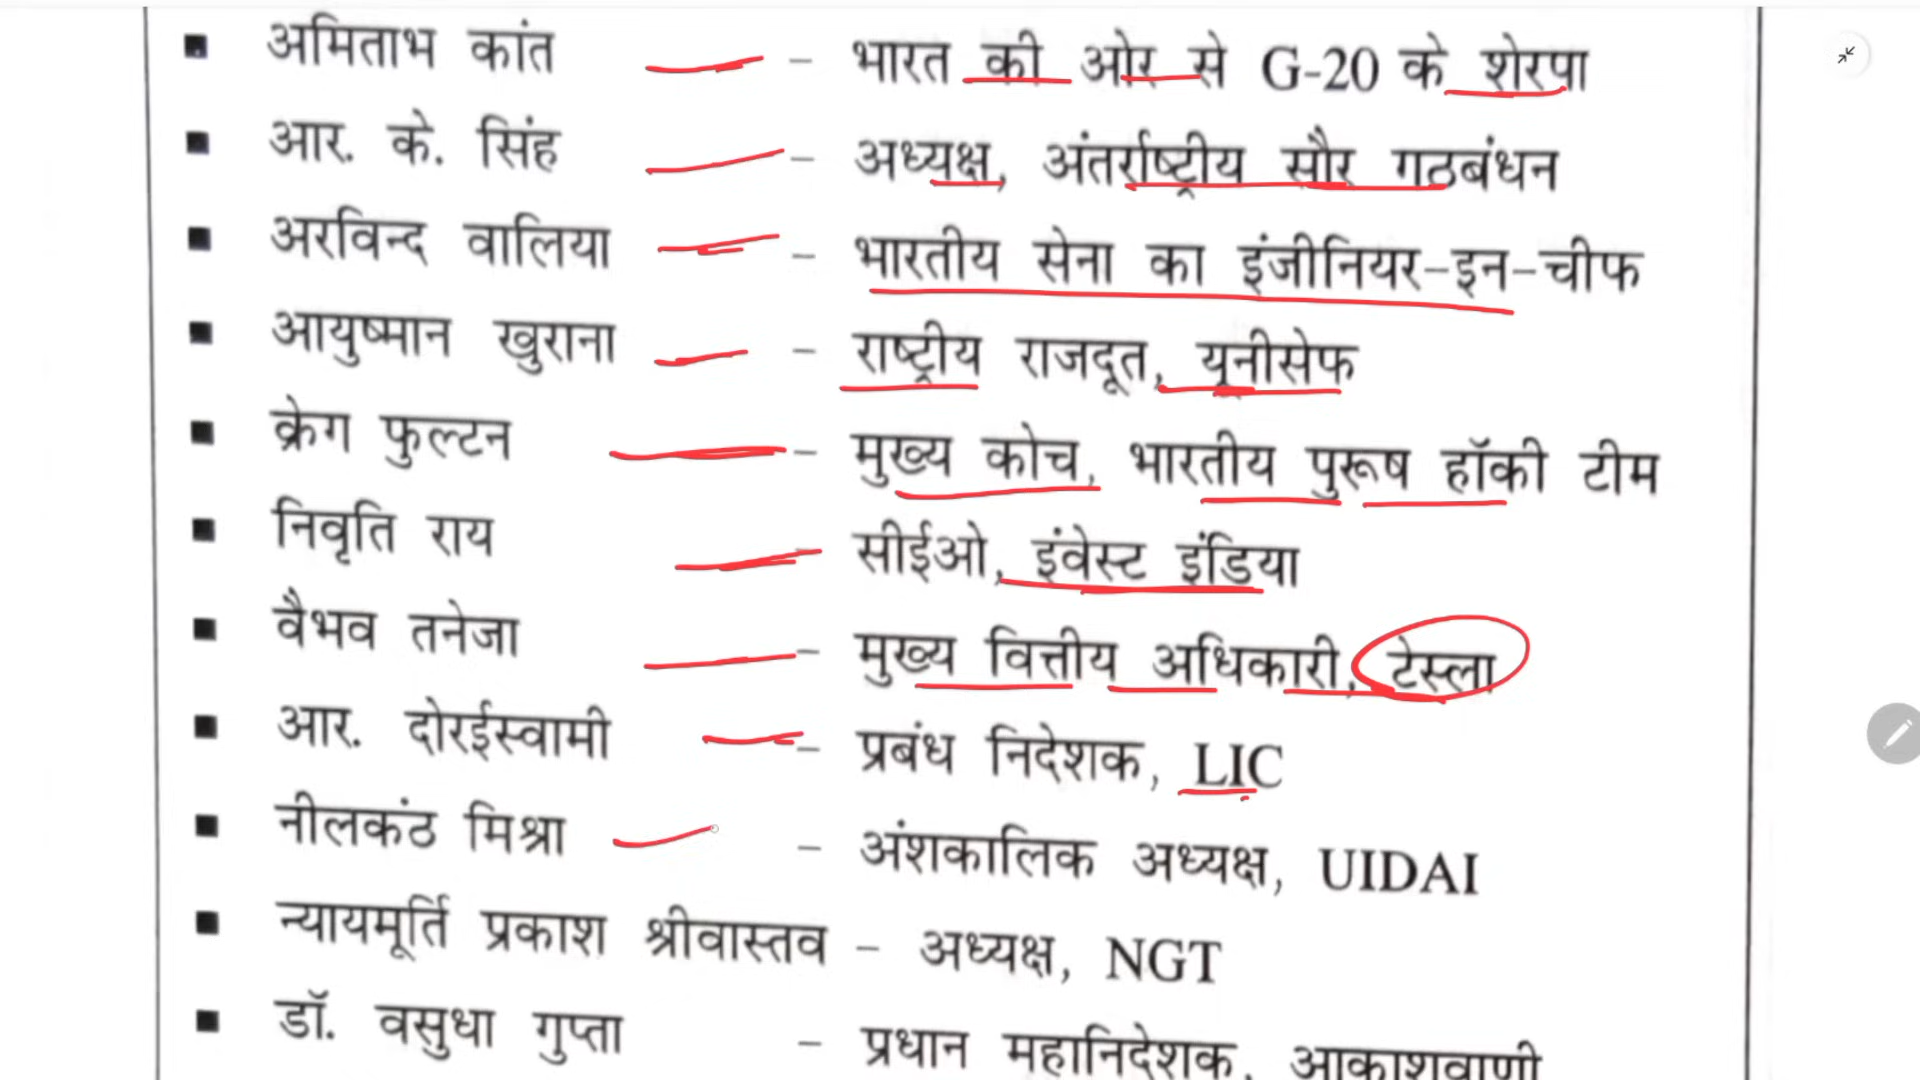 ▪ अमिताभ कांत – भारत की ओर से G-20 के शेरपा
▪ आर. के. सिंह – अध्यक्ष, अंतर्राष्ट्रीय सौर गठबंधन
▪ अरविन्द वालिया – भारतीय सेना का इंजीनियर-इन-चीफ
▪ आयुष्मान खुराना – राष्ट्रीय राजदूत, यूनीसेफ
▪ क्रेग फुल्टन – मुख्य कोच, भारतीय पुरूष हॉकी टीम
▪ निवृति राय – सीईओ, इंवेस्ट इंडिया
▪ वैभव तनेजा – मुख्य वित्तीय अधिकारी, टेस्ला
▪ आर. दोरईस्वामी – प्रबंध निदेशक, LIC
▪ नीलकंठ मिश्रा – अंशकालिक अध्यक्ष, UIDAI
▪ न्यायमूर्ति प्रकाश श्रीवास्तव – अध्यक्ष, NGT
▪ डॉ. वसुधा गुप्ता – प्रधान महानिदेशक, आकाशवाणी